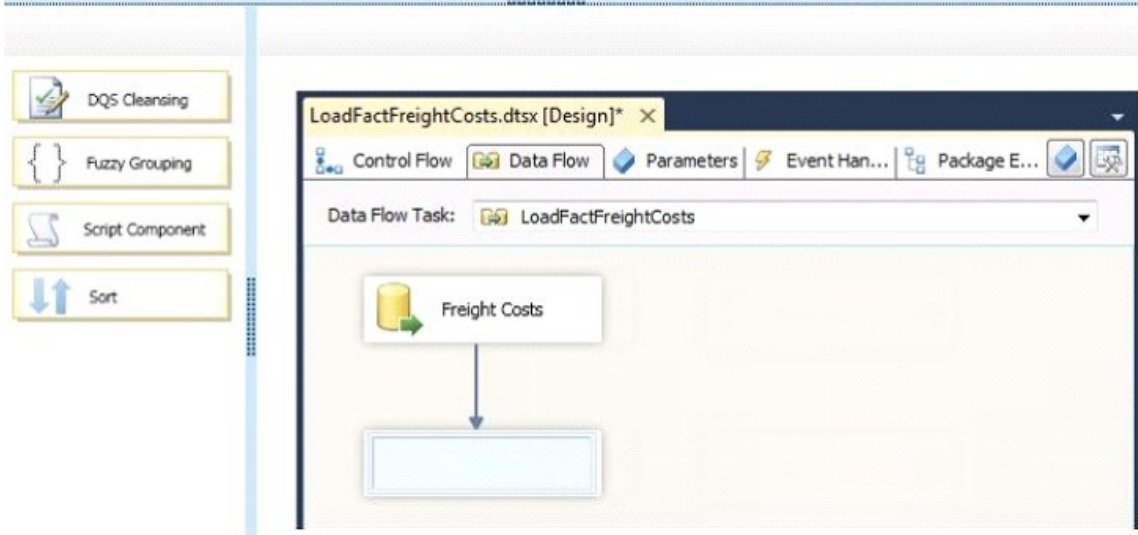 DQS Cleansing
Fuzzy Grouping
Script Component
Sort
LoadFactFreightCosts.dtsx [Design]*
Control Flow Data Flow Parameters Event Han... Package E...
Data Flow Task: LoadFactFreightCosts
Freight Costs